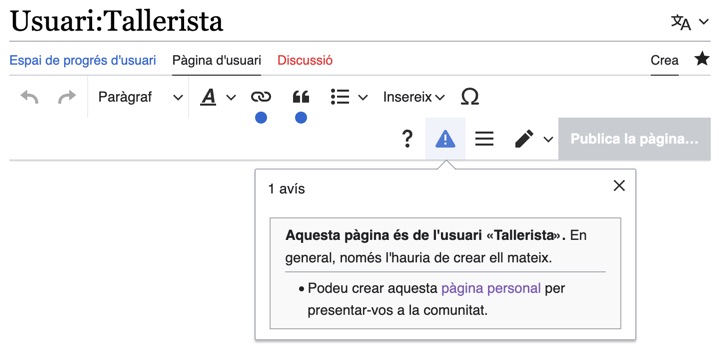 Usuari:Tallerista
Espai de progrés d'usuari Pàgina d'usuari Discussió Crea
Paràgraf A Insereix Ω
? Publica la pàgina...
1 avís
Aquesta pàgina és de l'usuari «Tallerista». En
general, només l'hauria de crear ell mateix.
• Podeu crear aquesta pàgina personal per
presentar-vos a la comunitat.